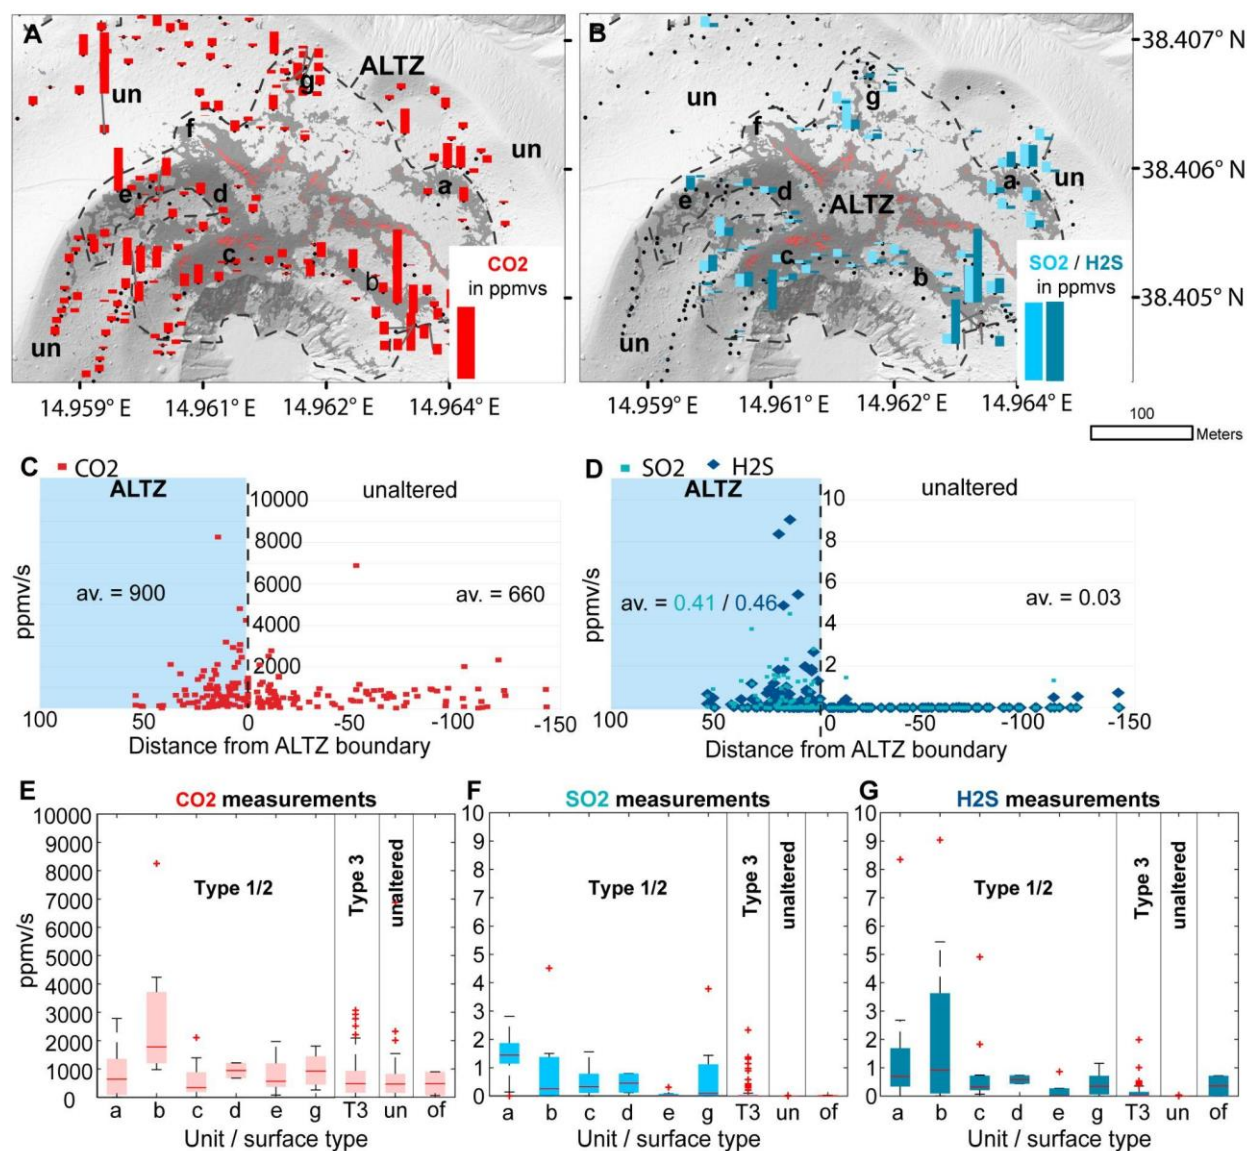 A
ALTZ
g
un
f
un
e
d
a
c
b
un
CO2
in ppmvs
14.959° E 14.961° E 14.962° E 14.964° E
B
un
g
f
d
a
un
e
ALTZ
c
b
un
SO2 / H2S
in ppmvs
38.407° N
38.406° N
38.405° N
14.959° E 14.961° E 14.962° E 14.964° E
100
Meters
C
CO2
ALTZ
unaltered
10000
8000
6000
4000
2000
av. = 900
av. = 660
ppmv/s
100 50 0 -50 -100 -150
Distance from ALTZ boundary
D
SO2 H2S
ALTZ
unaltered
10
8
6
4
2
av. = 0.41 / 0.46
av. = 0.03
ppmv/s
100 50 0 -50 -100 -150
Distance from ALTZ boundary
E
CO2 measurements
10000
9000
8000
7000
6000
5000
4000
3000
2000
1000
0
ppmv/s
Type 1/2
Type 3
unaltered
a b c d e g T3 un of
Unit / surface type
F
SO2 measurements
10
9
8
7
6
5
4
3
2
1
0
Type 1/2
Type 3
unaltered
a b c d e g T3 un of
Unit / surface type
G
H2S measurements
10
9
8
7
6
5
4
3
2
1
0
Type 1/2
Type 3
unaltered
a b c d e g T3 un of
Unit / surface type